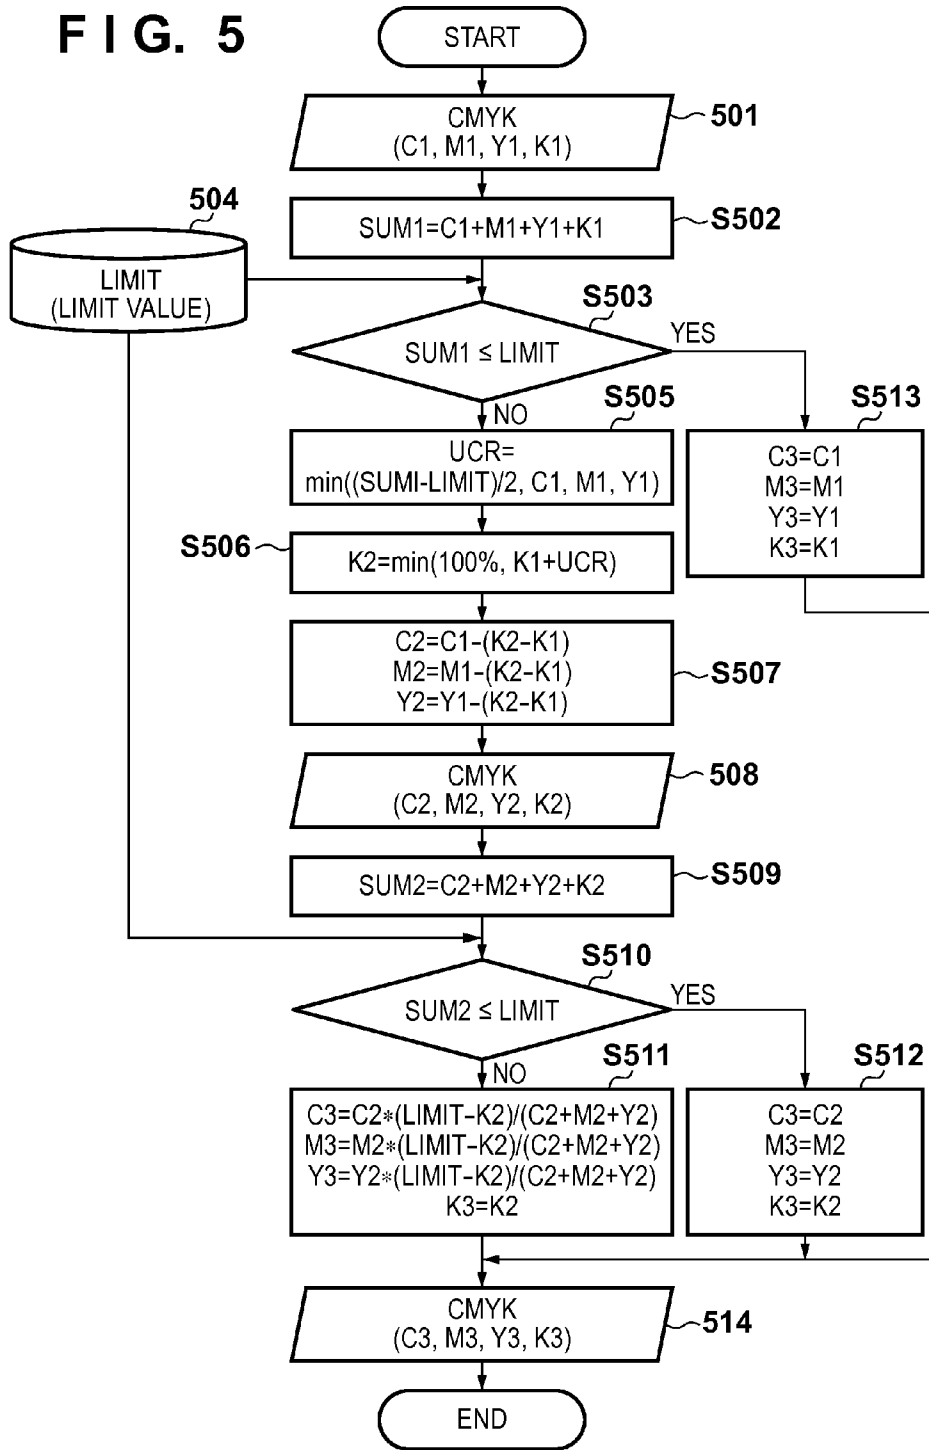 FIG. 5
START
CMYK
(C1, M1, Y1, K1)
501
SUM1=C1+M1+Y1+K1
S502
504
LIMIT
(LIMIT VALUE)
S503
SUM1 ≤ LIMIT
YES
NO
S505
UCR=
min((SUMI-LIMIT)/2, C1, M1, Y1)
S513
C3=C1
M3=M1
Y3=Y1
K3=K1
S506
K2=min(100%, K1+UCR)
C2=C1-(K2-K1)
M2=M1-(K2-K1)
Y2=Y1-(K2-K1)
S507
CMYK
(C2, M2, Y2, K2)
508
SUM2=C2+M2+Y2+K2
S509
S510
SUM2 ≤ LIMIT
YES
NO
S511
C3=C2*(LIMIT-K2)/(C2+M2+Y2)
M3=M2*(LIMIT-K2)/(C2+M2+Y2)
Y3=Y2*(LIMIT-K2)/(C2+M2+Y2)
K3=K2
S512
C3=C2
M3=M2
Y3=Y2
K3=K2
CMYK
(C3, M3, Y3, K3)
514
END